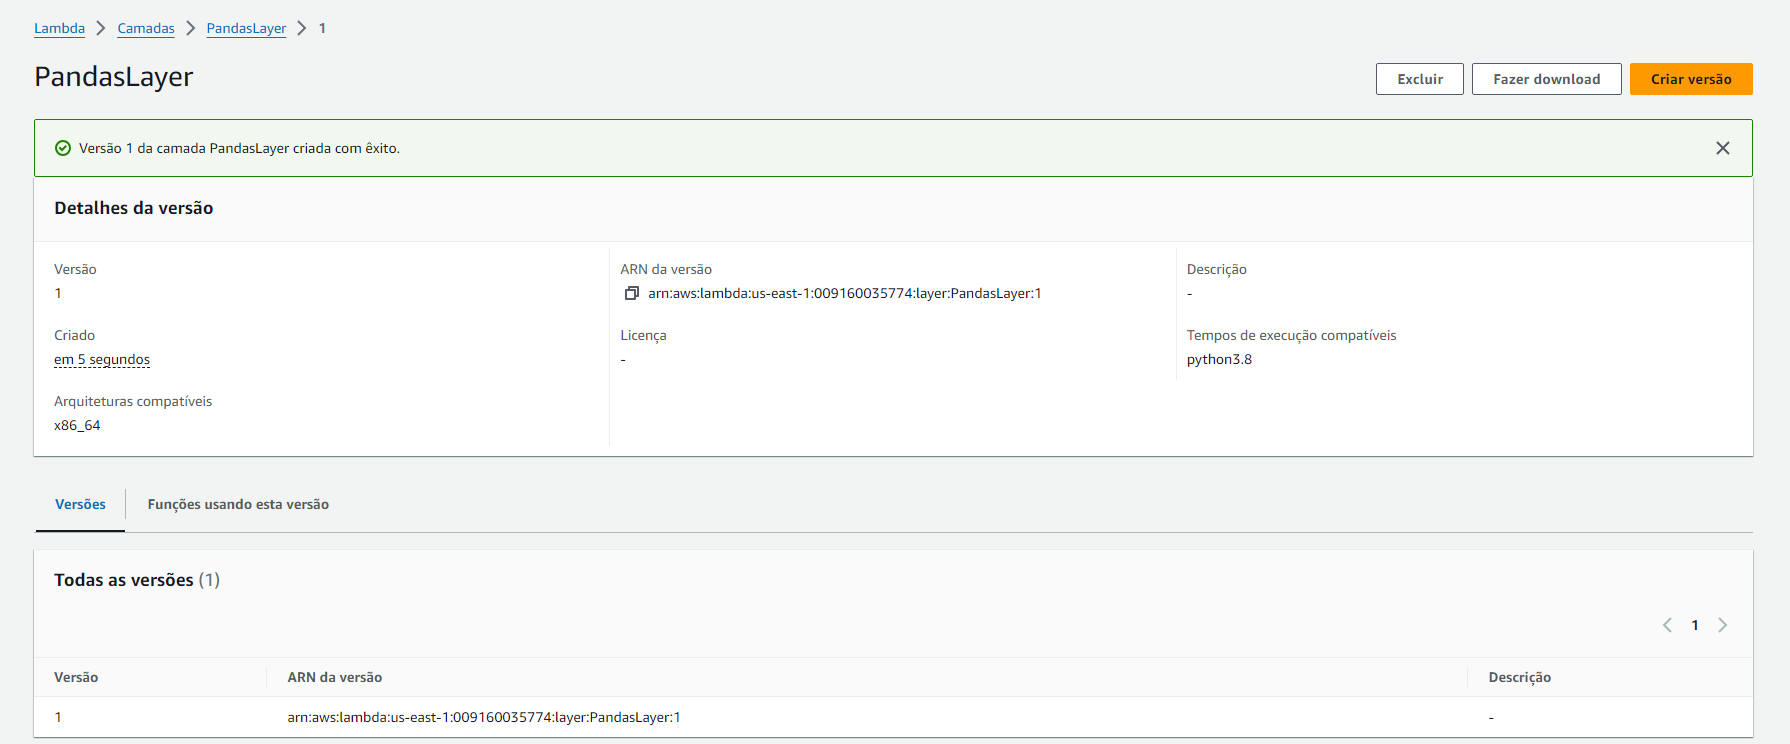 Lambda > Camadas > PandasLayer > 1
PandasLayer
Excluir Fazer download Criar versão
Versão 1 da camada PandasLayer criada com êxito.
Detalhes da versão
Versão
1
ARN da versão
arn:aws:lambda:us-east-1:009160035774:layer:PandasLayer:1
Descrição
-
Criado
em 5 segundos
Licença
-
Tempos de execução compatíveis
python3.8
Arquiteturas compatíveis
x86_64
Versões Funções usando esta versão
Todas as versões (1)
1
Versão ARN da versão Descrição
1 arn:aws:lambda:us-east-1:009160035774:layer:PandasLayer:1 -